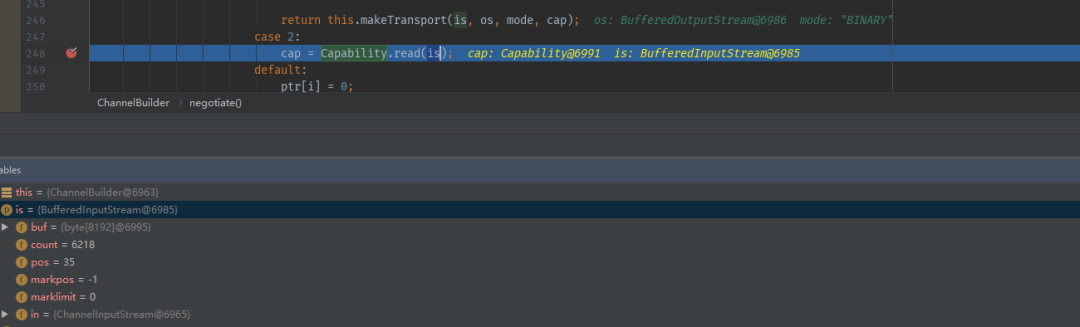 245
246 return this.makeTransport(is, os, mode, cap); os: BufferedOutputStream@6986 mode: "BINARY"
247 case 2:
248 cap = Capability.read(is); cap: Capability@6991 is: BufferedInputStream@6985
249 default:
250 ptr[i] = 0;
ChannelBuilder › negotiate()
ables
this = {ChannelBuilder@6963}
is = {BufferedInputStream@6985}
buf = {byte[8192]@6995}
count = 6218
pos = 35
markpos = -1
marklimit = 0
in = {ChannelInputStream@6965}